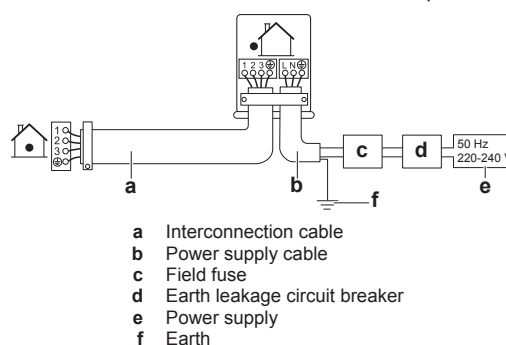 1 2 3 L N
1
2
3
a
b
c
d
50 Hz
220-240 V
e
f
a Interconnection cable
b Power supply cable
c Field fuse
d Earth leakage circuit breaker
e Power supply
f Earth